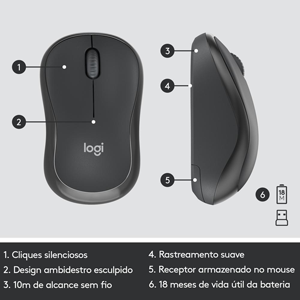 1
2
logi
3
4
5
6
18
M
1. Cliques silenciosos
2. Design ambidestro esculpido
3. 10m de alcance sem fio
4. Rastreamento suave
5. Receptor armazenado no mouse
6. 18 meses de vida útil da bateria